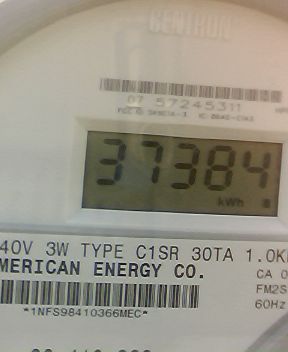 CENTRON
07 57245311
37384
kWh
40V 3W TYPE C1SR 30TA 1.0K
MERICAN ENERGY CO.
CA 0
FM2S
60Hz
*1NFS98410366MEC*